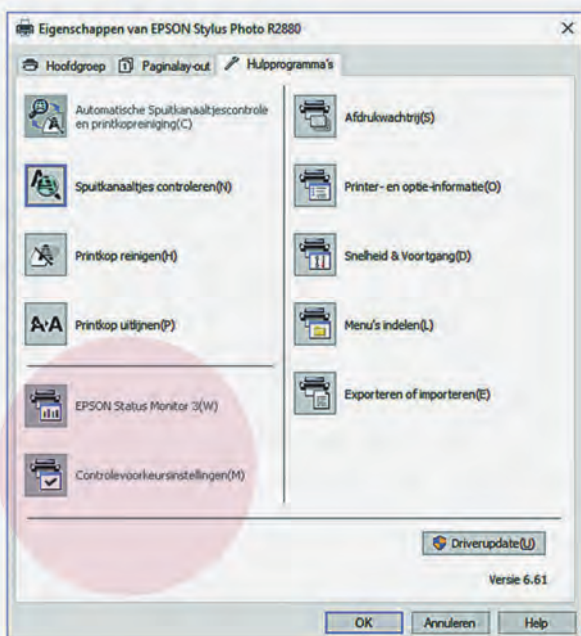 Eigenschappen van EPSON Stylus Photo R2880
Hoofdgroep
Paginalay-out
Hulpprogramma's
Automatische Spuitkanaaltjescontrole
en printkopreiniging(C)
Spuitkanaaltjes controleren(N)
Printkop reinigen(H)
Printkop uitlijnen(P)
EPSON Status Monitor 3(W)
Controlevoorkeursinstellingen(M)
Afdrukwachtrij(S)
Printer- en optie-informatie(O)
Snelheid & Voortgang(D)
Menu's indelen(L)
Exporteren of importeren(E)
Driverupdate(U)
Versie 6.61
OK
Annuleren
Help